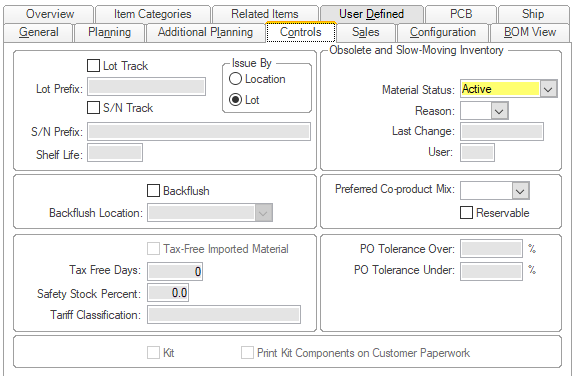 Overview Item Categories Related Items User Defined PCB Ship
General Planning Additional Planning Controls Sales Configuration BOM View
Lot Track
Lot Prefix:
S/N Track
S/N Prefix:
Shelf Life:
Issue By
Location
Lot
Obsolete and Slow-Moving Inventory
Material Status: Active
Reason:
Last Change:
User:
Backflush
Backflush Location:
Preferred Co-product Mix:
Reservable
Tax-Free Imported Material
Tax Free Days: 0
Safety Stock Percent: 0.0
Tariff Classification:
PO Tolerance Over: %
PO Tolerance Under: %
Kit Print Kit Components on Customer Paperwork